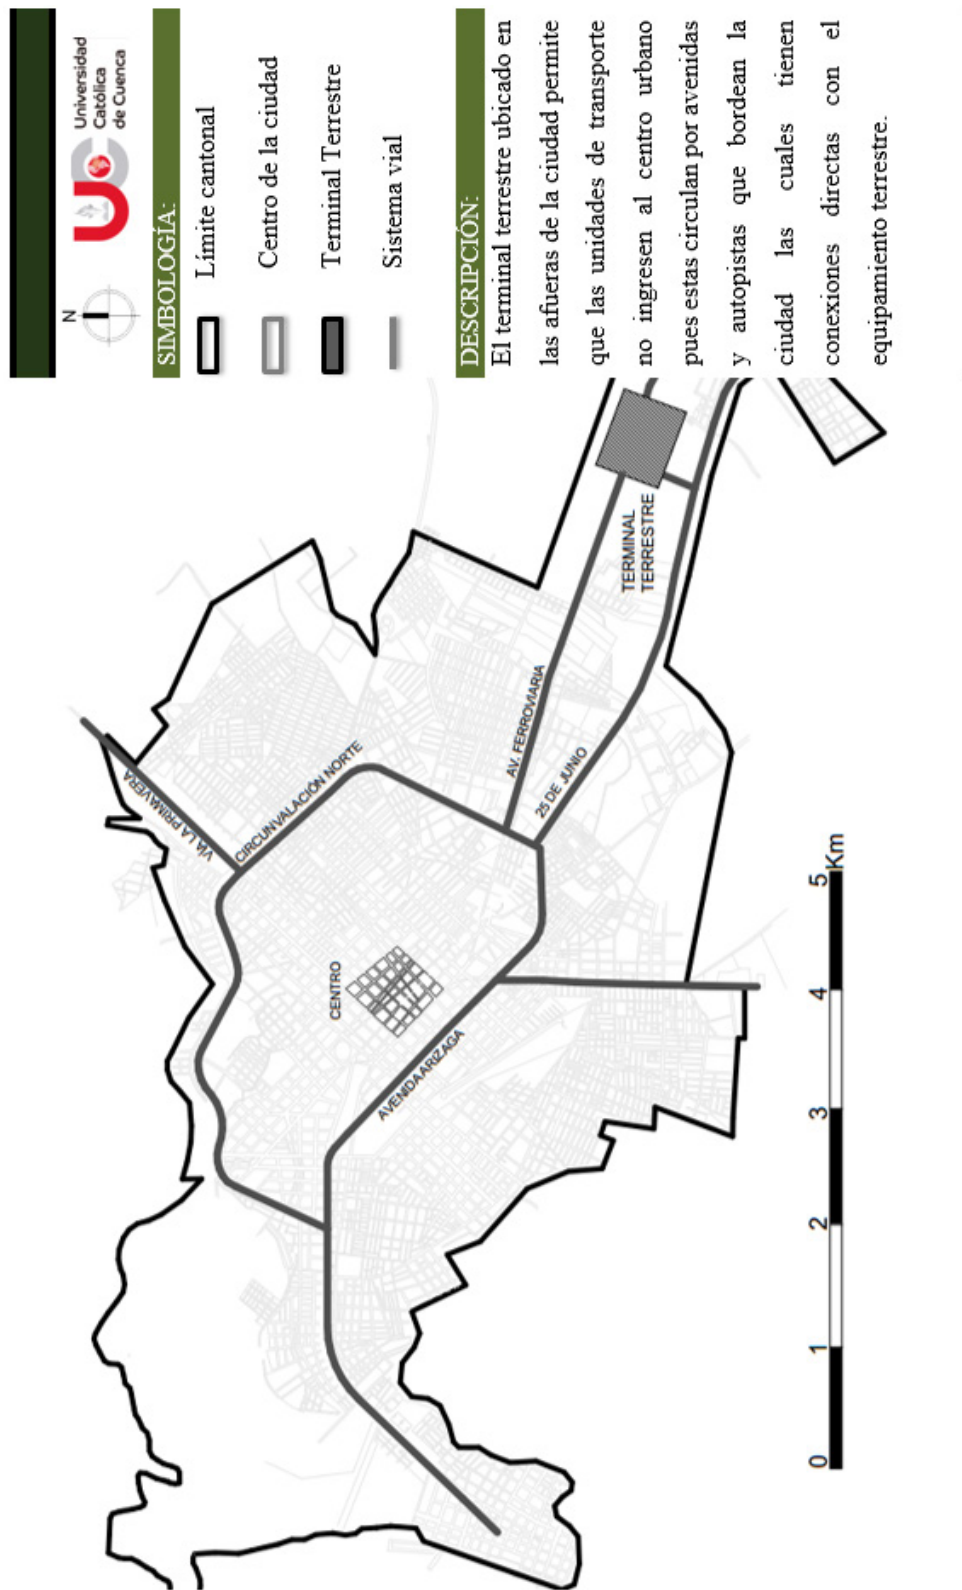 Universidad
Católica
de Cuenca
UC
N
SIMBOLOGÍA:
Límite cantonal
Centro de la ciudad
Terminal Terrestre
Sistema vial
DESCRIPCIÓN:
El terminal terrestre ubicado en
las afueras de la ciudad permite
que las unidades de transporte
no ingresen al centro urbano
pues estas circulan por avenidas
y autopistas que bordean la
ciudad las cuales tienen
conexiones directas con el
equipamiento terrestre.
VÍA LA PRIMAVERA
CIRCUNVALACIÓN NORTE
CENTRO
AVENIDA ARIZAGA
AV. FERROVIARIA
25 DE JUNIO
TERMINAL
TERRESTRE
0 1 2 3 4 5 Km